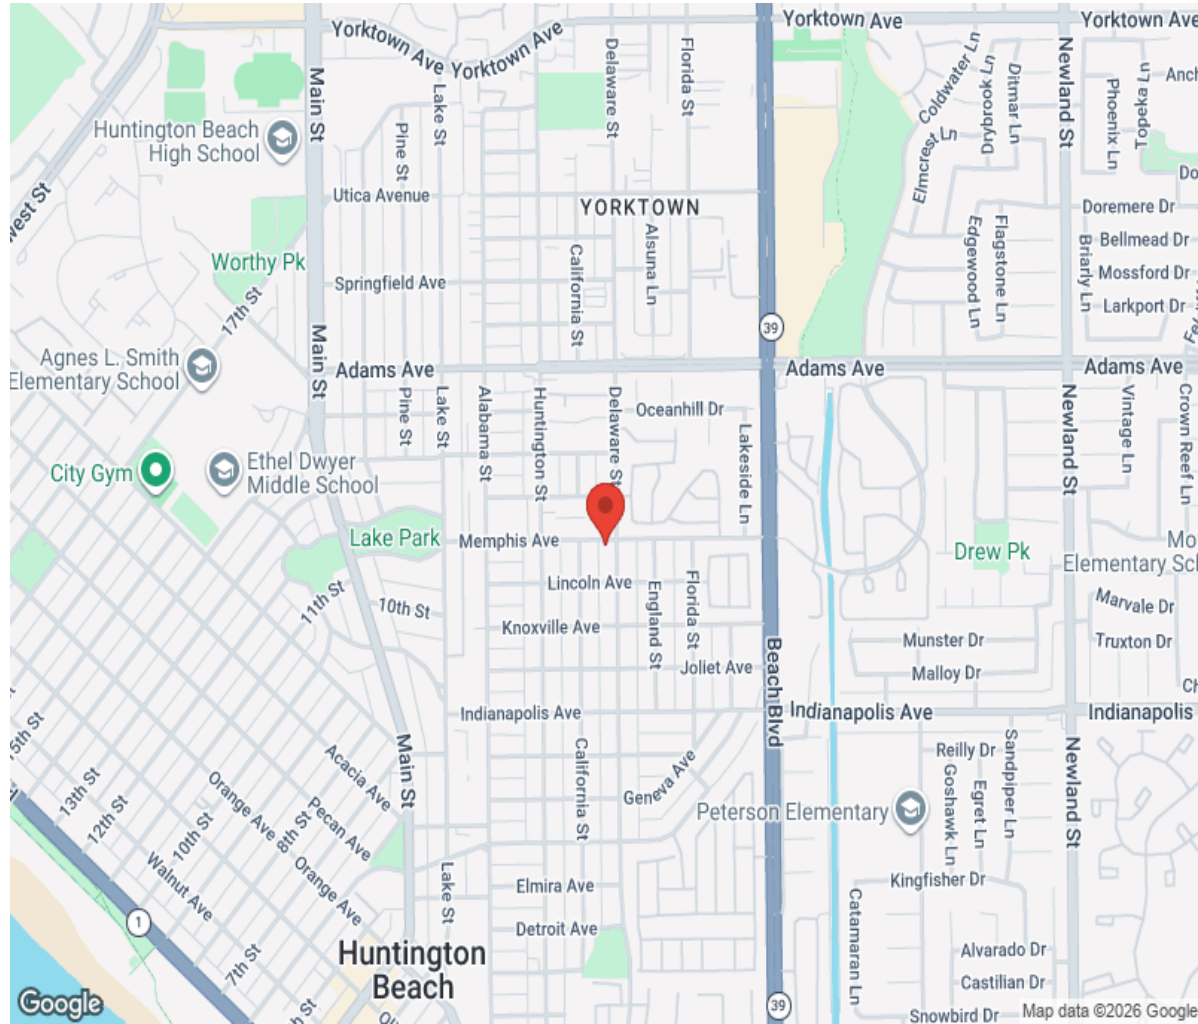 Yorktown Ave
Yorktown Ave
Yorktown Ave
Yorktown Ave
Main St
Lake St
Delaware St
Florida St
Coldwater Ln
Drybrook Ln
Ditmar Ln
Newland St
Phoenix Ln
Topeka Ln
Huntington Beach
High School
Pine St
Elmcrest Ln
Utica Avenue
YORKTOWN
Doremere Dr
Worthy Pk
California St
Alsuna Ln
Edgewood Ln
Flagstone Ln
Briarly Ln
Bellmead Dr
Mossford Dr
Larkport Dr
Springfield Ave
17th St
39
Agnes L. Smith
Elementary School
Main St
Adams Ave
Adams Ave
Adams Ave
Pine St
Lake St
Alabama St
Huntington St
Delaware St
Oceanhill Dr
Lakeside Ln
Newland St
Vintage Ln
Crown Reef Ln
City Gym
Ethel Dwyer
Middle School
Lake Park
Memphis Ave
Drew Pk
Lincoln Ave
11th St
10th St
England St
Florida St
Knoxville Ave
Joliet Ave
Marvale Dr
Truxton Dr
Munster Dr
Malloy Dr
Beach Blvd
Indianapolis Ave
Indianapolis Ave
Indianapolis
Main St
California St
Geneva Ave
Reilly Dr
Goshawk Ln
Egret Ln
Sandpiper Ln
Newland St
Peterson Elementary
Acacia Ave
Pecan Ave
Orange Ave
Orange Ave
15th St
13th St
12th St
10th St
8th St
Walnut Ave
7th St
1
Lake St
Elmira Ave
Detroit Ave
Kingfisher Dr
Catamaran Ln
Alvarado Dr
Castilian Dr
Snowbird Dr
Huntington
Beach
39
Google
Map data ©2026 Google